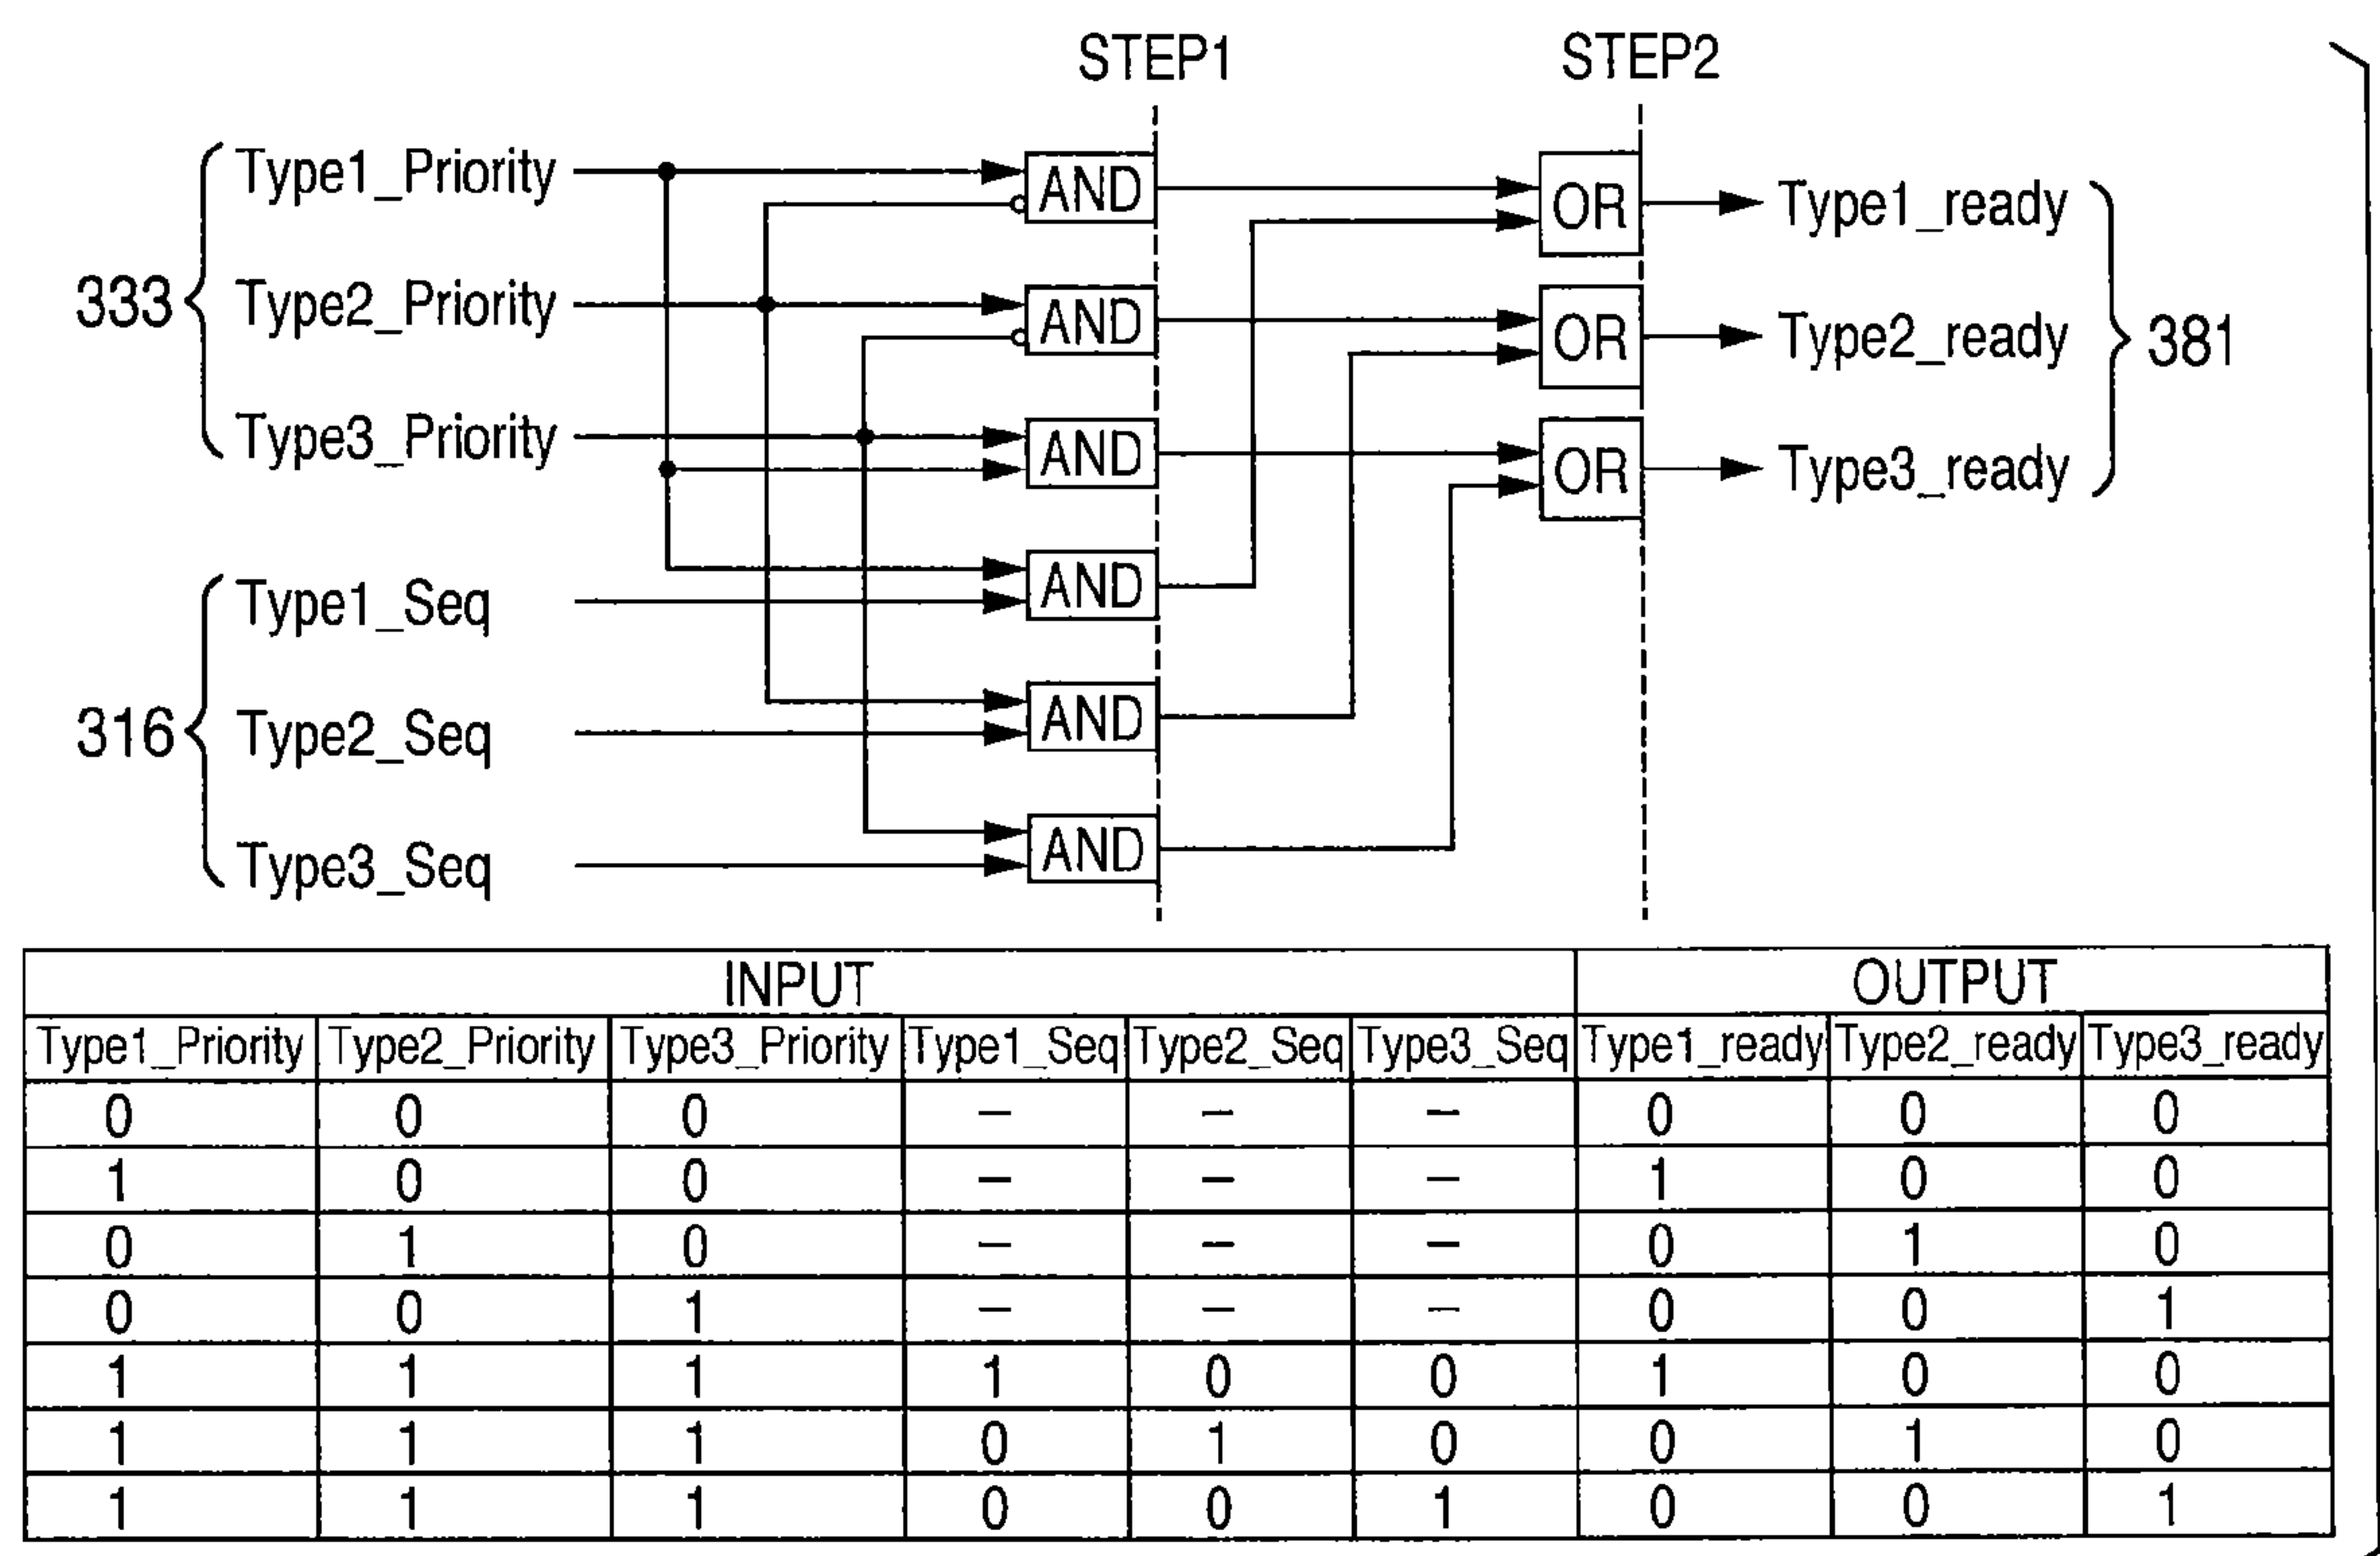 STEP1 STEP2
333 Type1_Priority AND OR Type1_ready
Type2_Priority AND OR Type2_ready 381
Type3_Priority AND OR Type3_ready
316 Type1_Seq AND
Type2_Seq AND
Type3_Seq AND
INPUT OUTPUT
Type1_Priority Type2_Priority Type3_Priority Type1_Seq Type2_Seq Type3_Seq Type1_ready Type2_ready Type3_ready
0 0 0 – – – 0 0 0
1 0 0 – – – 1 0 0
0 1 0 – – – 0 1 0
0 0 1 – – – 0 0 1
1 1 1 1 0 0 1 0 0
1 1 1 0 1 0 0 1 0
1 1 1 0 0 1 0 0 1